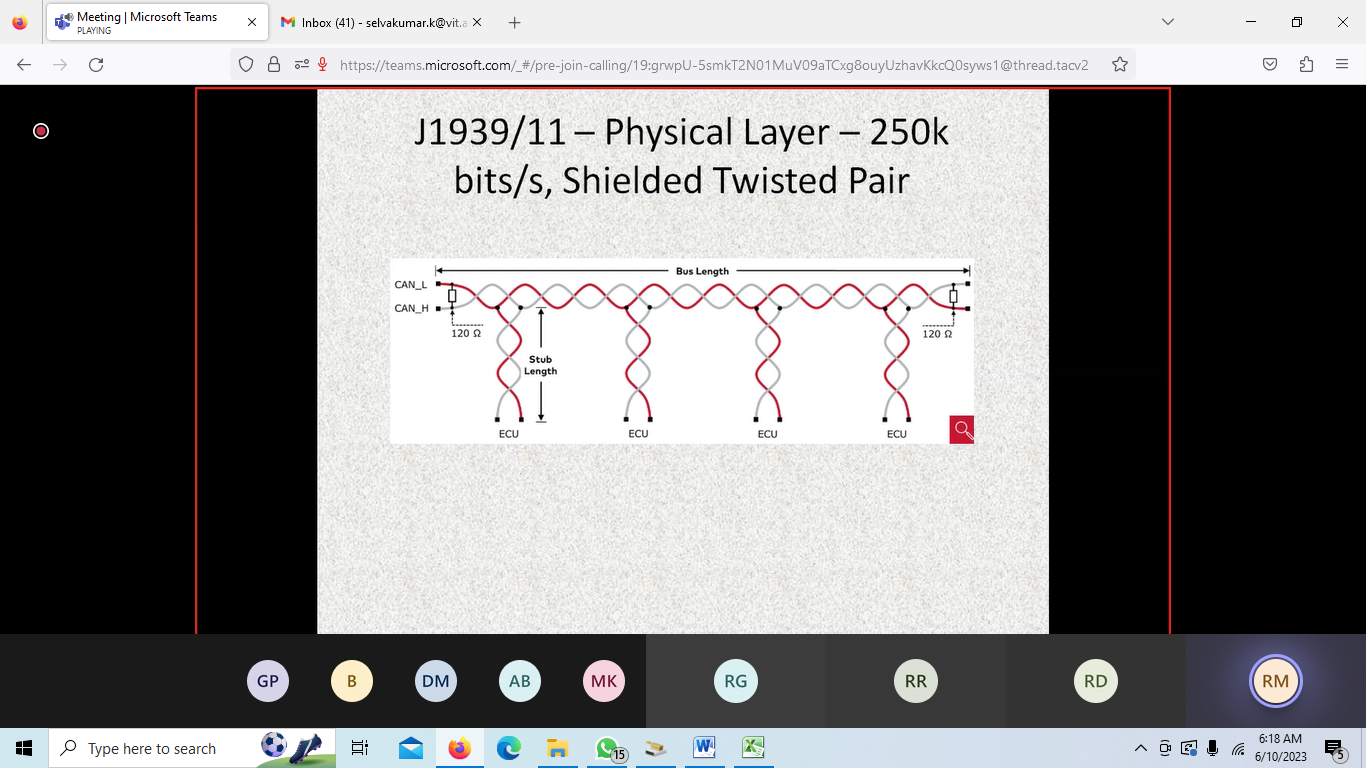 Meeting | Microsoft Teams
PLAYING
Inbox (41) - selvakumar.k@vit.a
https://teams.microsoft.com/_#/pre-join-calling/19:grwpU-5smkT2N01MuV09aTCxg8ouyUzhavKkcQ0syws1@thread.tacv2
J1939/11 – Physical Layer – 250k
bits/s, Shielded Twisted Pair
Bus Length
CAN_L
CAN_H
120 Ω
120 Ω
Stub
Length
ECU
ECU
ECU
ECU
GP
B
DM
AB
MK
RG
RR
RD
RM
Type here to search
15
6:18 AM
6/10/2023
5